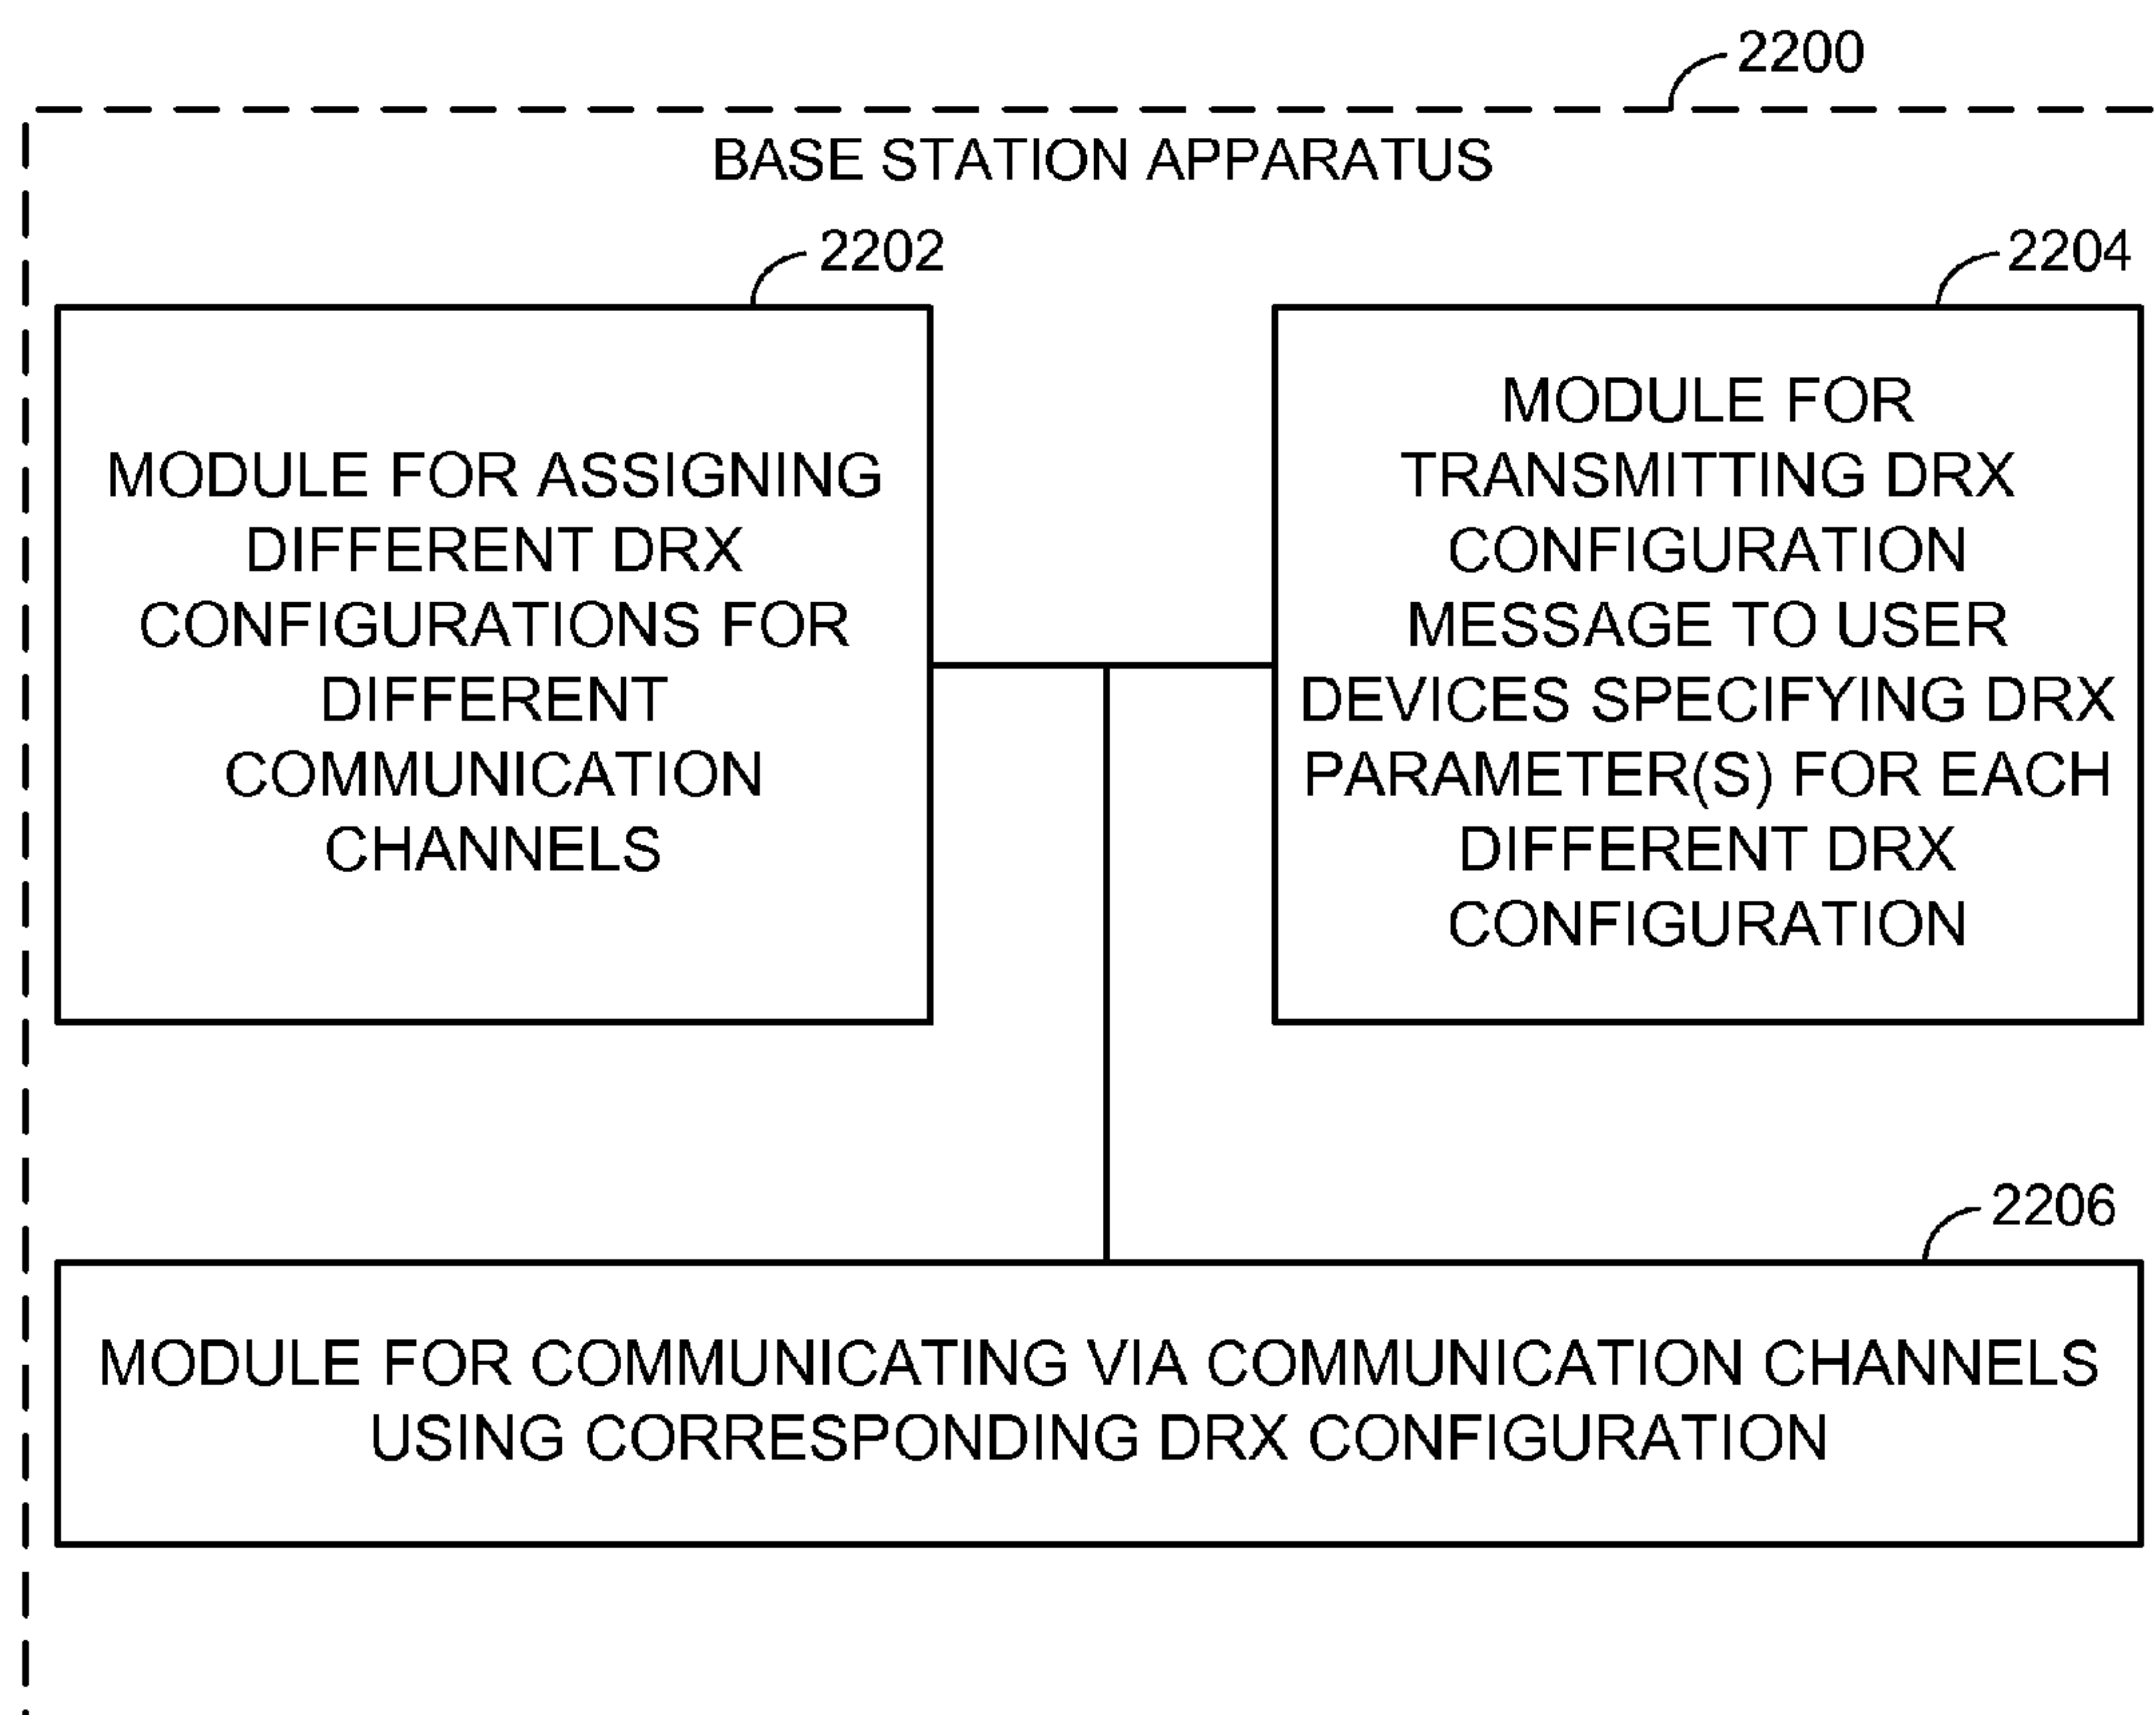 2200
BASE STATION APPARATUS
2202
MODULE FOR ASSIGNING
DIFFERENT DRX
CONFIGURATIONS FOR
DIFFERENT
COMMUNICATION
CHANNELS
2204
MODULE FOR
TRANSMITTING DRX
CONFIGURATION
MESSAGE TO USER
DEVICES SPECIFYING DRX
PARAMETER(S) FOR EACH
DIFFERENT DRX
CONFIGURATION
2206
MODULE FOR COMMUNICATING VIA COMMUNICATION CHANNELS
USING CORRESPONDING DRX CONFIGURATION